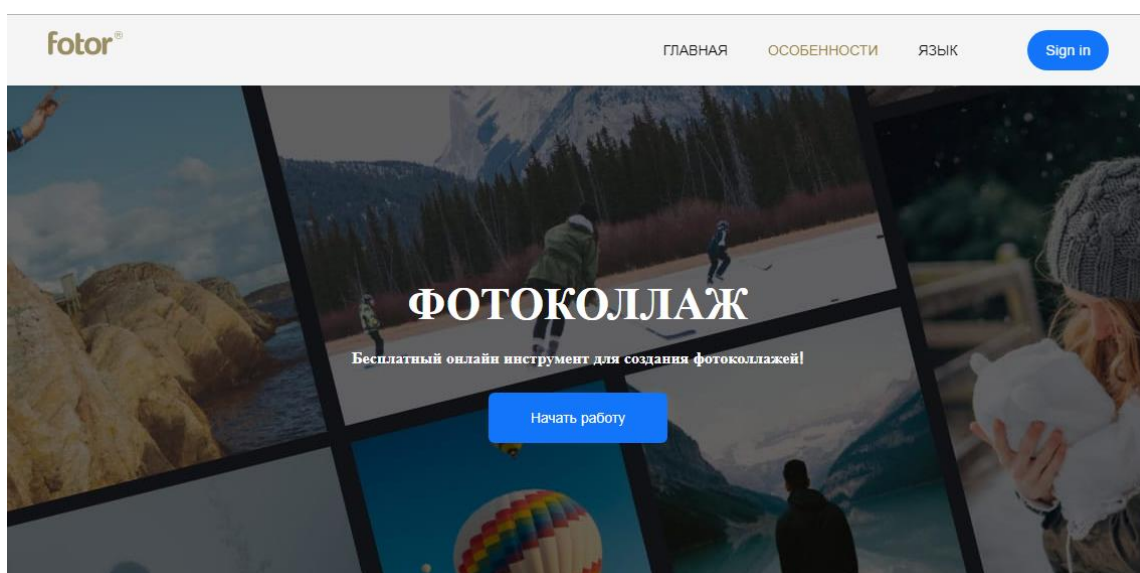 fotor®
ГЛАВНАЯ ОСОБЕННОСТИ ЯЗЫК Sign in
ФОТОКОЛЛАЖ
Бесплатный онлайн инструмент для создания фотоколлажей!
Начать работу